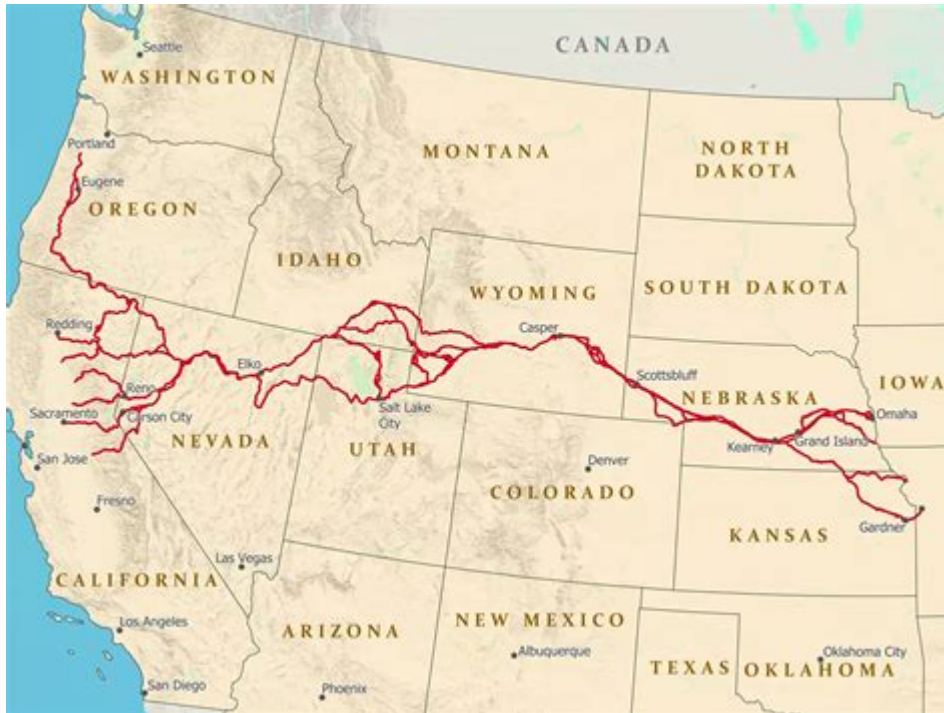 CANADA
Seattle
WASHINGTON
Portland
MONTANA
NORTH
DAKOTA
Eugene
OREGON
IDAHO
WYOMING
SOUTH DAKOTA
Redding
Casper
Elko
Scottsbluff
IOWA
NEBRASKA
Reno
Omaha
Sacramento
Carson City
Salt Lake
City
NEVADA
UTAH
Kearney
Grand Island
San Jose
Denver
COLORADO
Fresno
Gardner
KANSAS
Las Vegas
CALIFORNIA
Los Angeles
ARIZONA
NEW MEXICO
Albuquerque
Oklahoma City
TEXAS
OKLAHOMA
San Diego
Phoenix